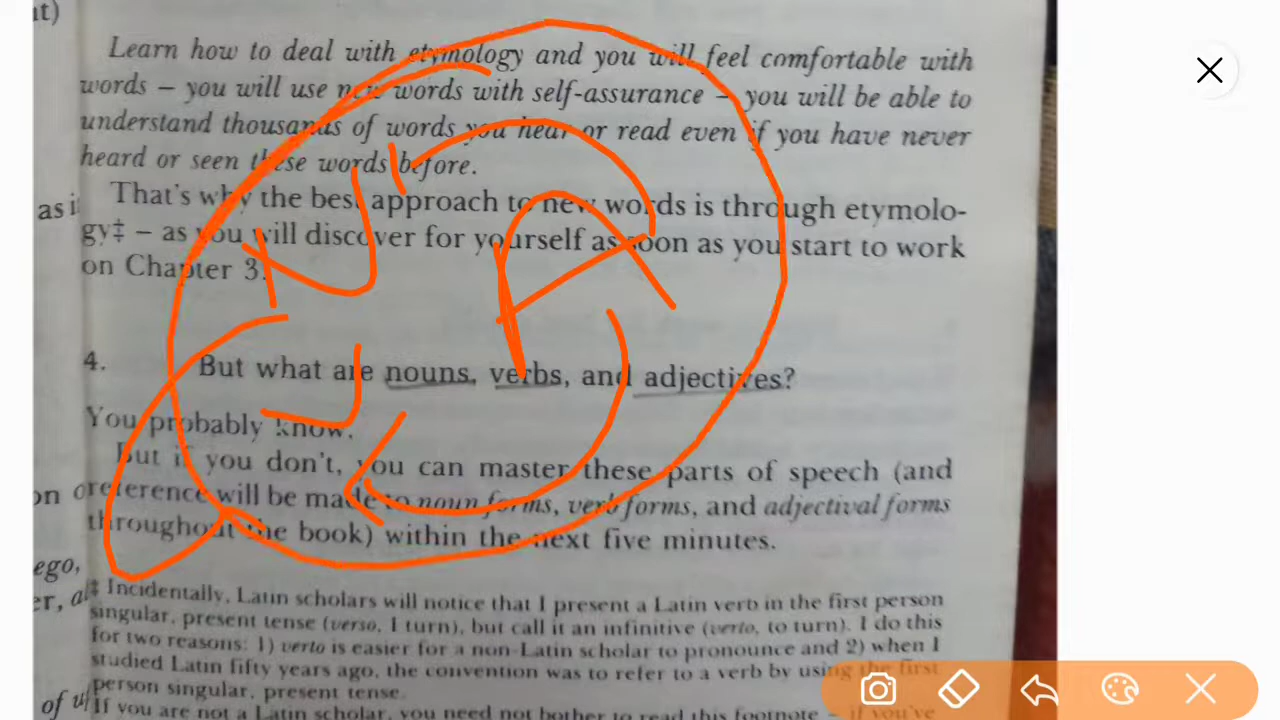 nt)
Learn how to deal with etymology and you will feel comfortable with
words – you will use new words with self-assurance – you will be able to
understand thousands of words you hear or read even if you have never
heard or seen these words before.
That's why the best approach to new words is through etymolo-
as i
gy‡ – as you will discover for yourself as soon as you start to work
on Chapter 3.
4. But what are nouns, verbs, and adjectives?
You probably know.
But if you don't, you can master these parts of speech (and
on o
reference will be made to noun forms, verb forms, and adjectival forms
throughout the book) within the next five minutes.
ego,
‡ Incidentally, Latin scholars will notice that I present a Latin verb in the first person
er, al
singular, present tense (verso, I turn), but call it an infinitive (verto, to turn). I do this
for two reasons: 1) verto is easier for a non-Latin scholar to pronounce and 2) when I
studied Latin fifty years ago, the convention was to refer to a verb by using the first
person singular, present tense.
of
If you are not a Latin scholar, you need not bother to read this footnote – if you've